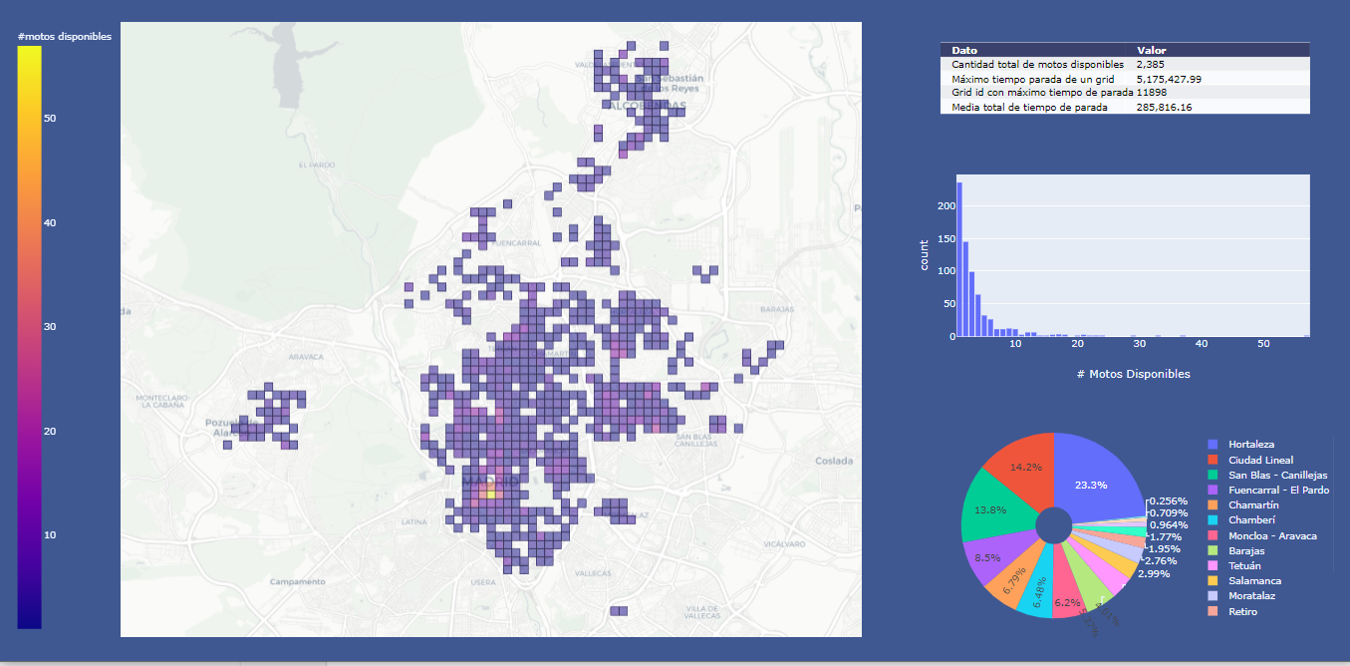 #motos disponibles
50
40
30
20
10
San Sebastián
de los Reyes
ALCOBENDAS
EL PARDO
FUENCARRAL
BARAJAS
ARAVACA
MONTECLARO-
LA CABAÑA
Pozuelo de
Alarcón
SAN BLAS
CANILLEJAS
Coslada
MADRID
LATINA
VICÁLVARO
Campamento
USERA
VALLECAS
VILLA DE
VALLECAS
Dato Valor
Cantidad total de motos disponibles 2,385
Máximo tiempo parada de un grid 5,175,427.99
Grid id con máximo tiempo de parada 11898
Media total de tiempo de parada 285,816.16
count
200
150
100
50
0
10 20 30 40 50
# Motos Disponibles
14.2%
23.3%
13.8%
8.5%
6.79%
6.48%
6.2%
0.256%
0.709%
0.964%
1.77%
1.95%
2.76%
2.99%
Hortaleza
Ciudad Lineal
San Blas - Canillejas
Fuencarral - El Pardo
Chamartín
Chamberí
Moncloa - Aravaca
Barajas
Tetuán
Salamanca
Moratalaz
Retiro